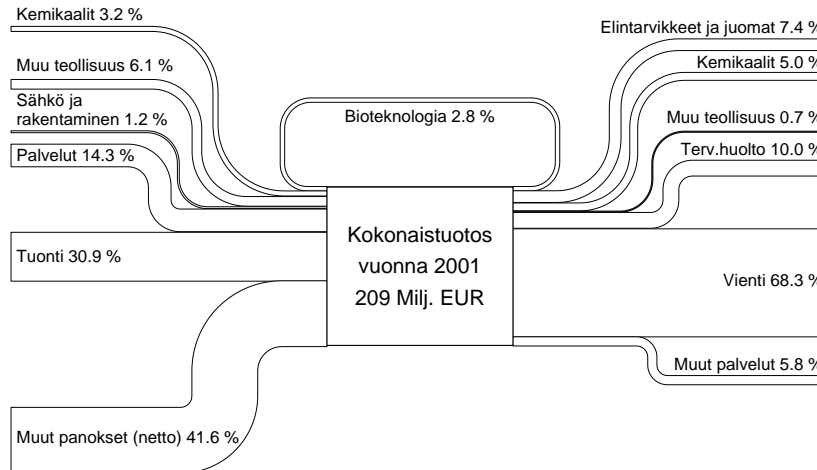 Kemikaalit 3.2 %
Muu teollisuus 6.1 %
Sähkö ja
rakentaminen 1.2 %
Palvelut 14.3 %
Tuonti 30.9 %
Muut panokset (netto) 41.6 %
Bioteknologia 2.8 %
Kokonaistuotos
vuonna 2001
209 Milj. EUR
Elintarvikkeet ja juomat 7.4 %
Kemikaalit 5.0 %
Muu teollisuus 0.7 %
Terv.huolto 10.0 %
Vienti 68.3 %
Muut palvelut 5.8 %